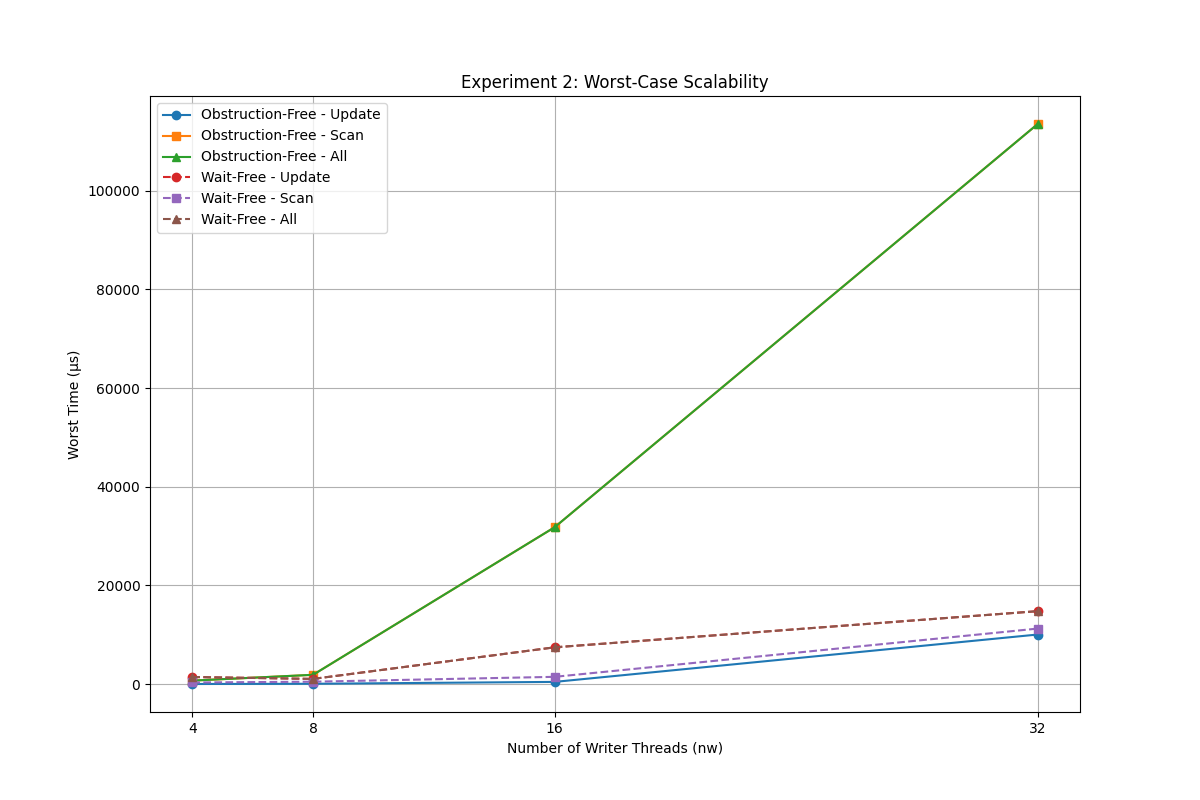 Experiment 2: Worst-Case Scalability
Obstruction-Free - Update
Obstruction-Free - Scan
Obstruction-Free - All
Wait-Free - Update
Wait-Free - Scan
Wait-Free - All
Worst Time (µs)
100000
80000
60000
40000
20000
0
4 8 16 32
Number of Writer Threads (nw)